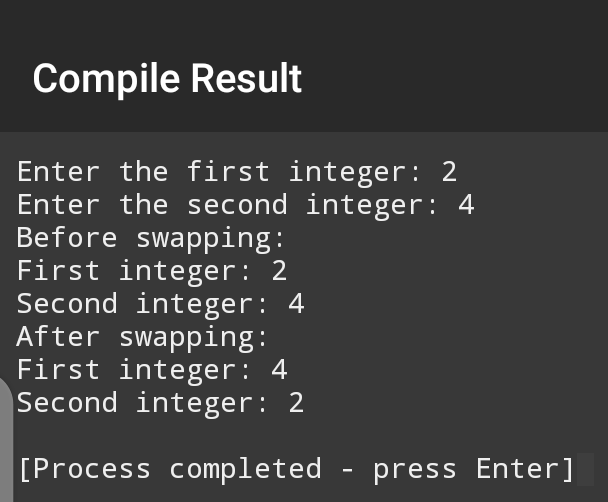 Compile Result
Enter the first integer: 2
Enter the second integer: 4
Before swapping:
First integer: 2
Second integer: 4
After swapping:
First integer: 4
Second integer: 2
[Process completed - press Enter]